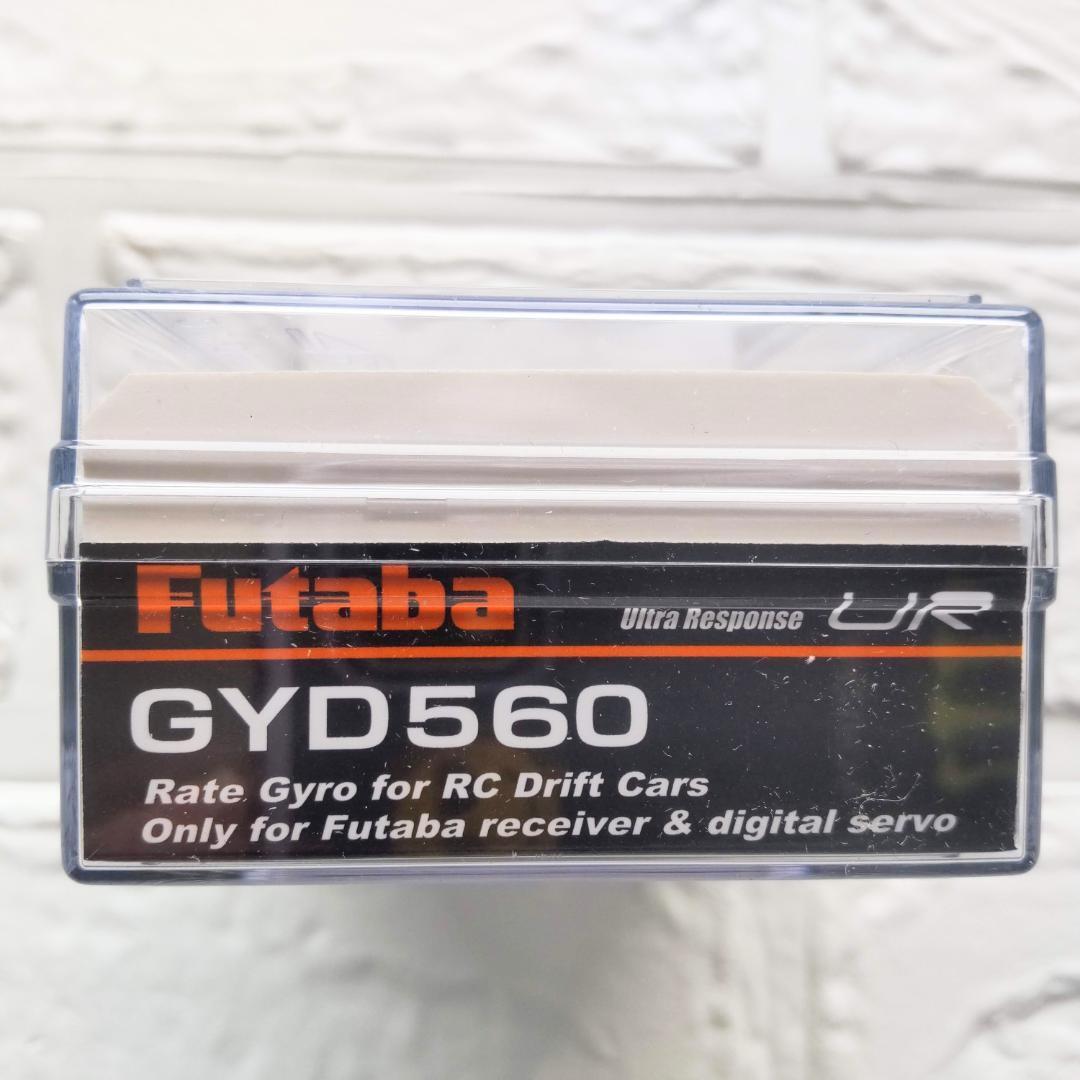 Futaba
Ultra Response UR
GYD560
Rate Gyro for RC Drift Cars
Only for Futaba receiver & digital servo